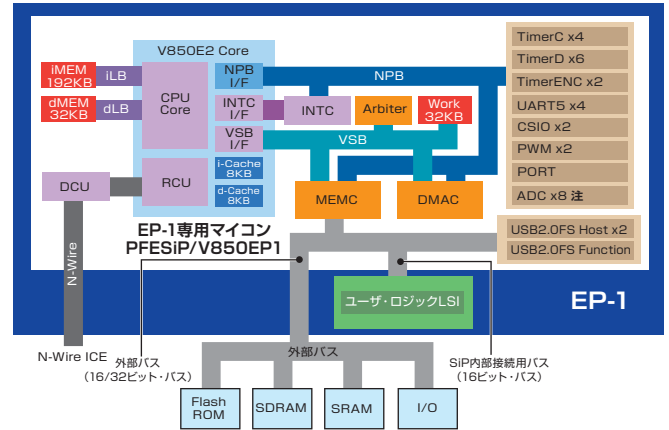 V850E2 Core
iMEM
192KB
iLB
dMEM
32KB
dLB
CPU
Core
NPB
I/F
INTC
I/F
VSB
I/F
i-Cache
8KB
d-Cache
8KB
RCU
DCU
NPB
INTC
Arbiter
Work
32KB
VSB
MEMC
DMAC
TimerC x4
TimerD x6
TimerENC x2
UART5 x4
CSIO x2
PWM x2
PORT
ADC x8 注
USB2.0FS Host x2
USB2.0FS Function
EP-1専用マイコン
PFESiP/V850EP1
N-Wire
ユーザ・ロジックLSI
EP-1
N-Wire ICE
外部バス
(16/32ビット・バス)
外部バス
SiP内部接続用バス
(16ビット・バス)
Flash
ROM
SDRAM
SRAM
I/O